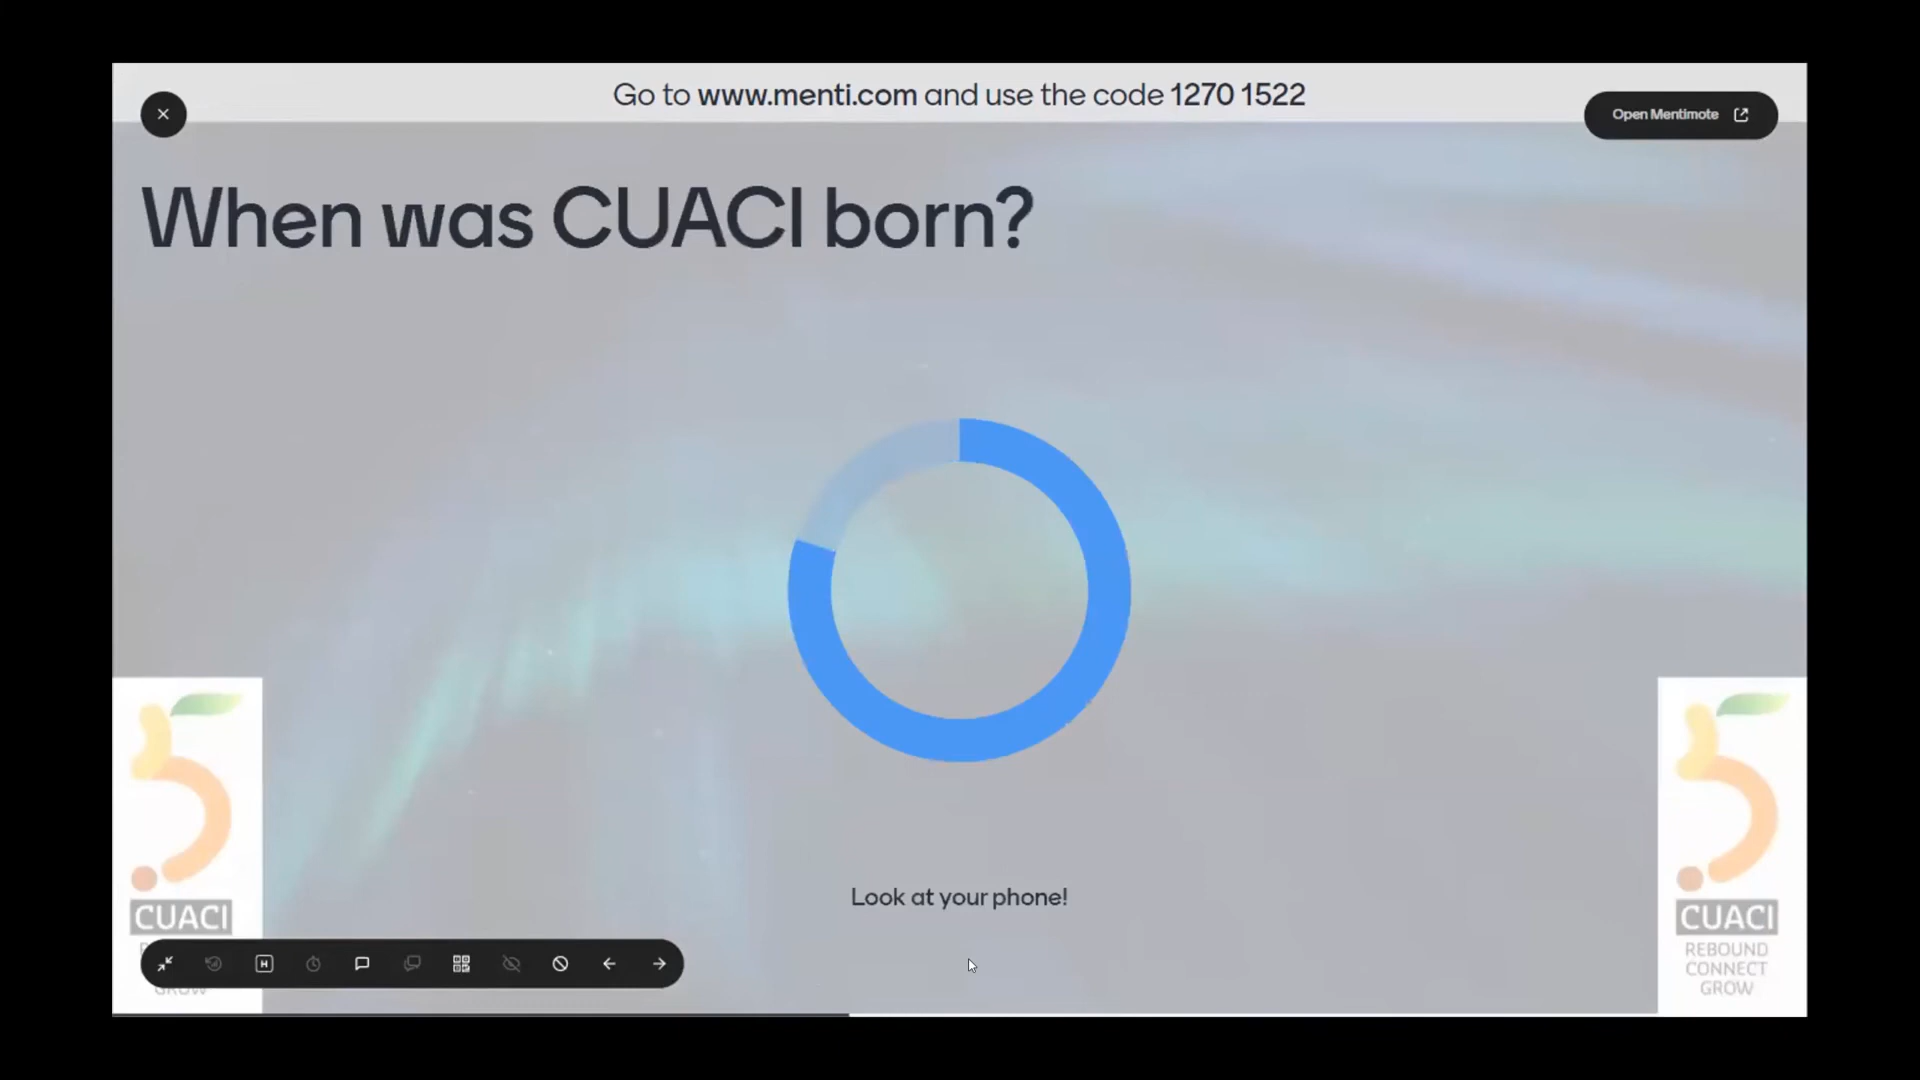 Go to www.menti.com and use the code 1270 1522
Open Mentimote
When was CUACI born?
Look at your phone!
CUACI
GROW
CUACI
REBOUND
CONNECT
GROW